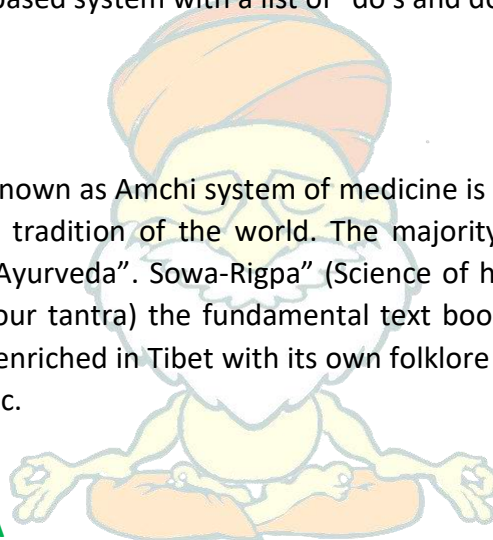 based system with a list of "do's and do
nown as Amchi system of medicine is
tradition of the world. The majority
Ayurveda". Sowa-Rigpa" (Science of h
our tantra) the fundamental text boo
enriched in Tibet with its own folklore
c.